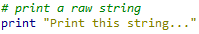 # print a raw string
print "Print this string..."